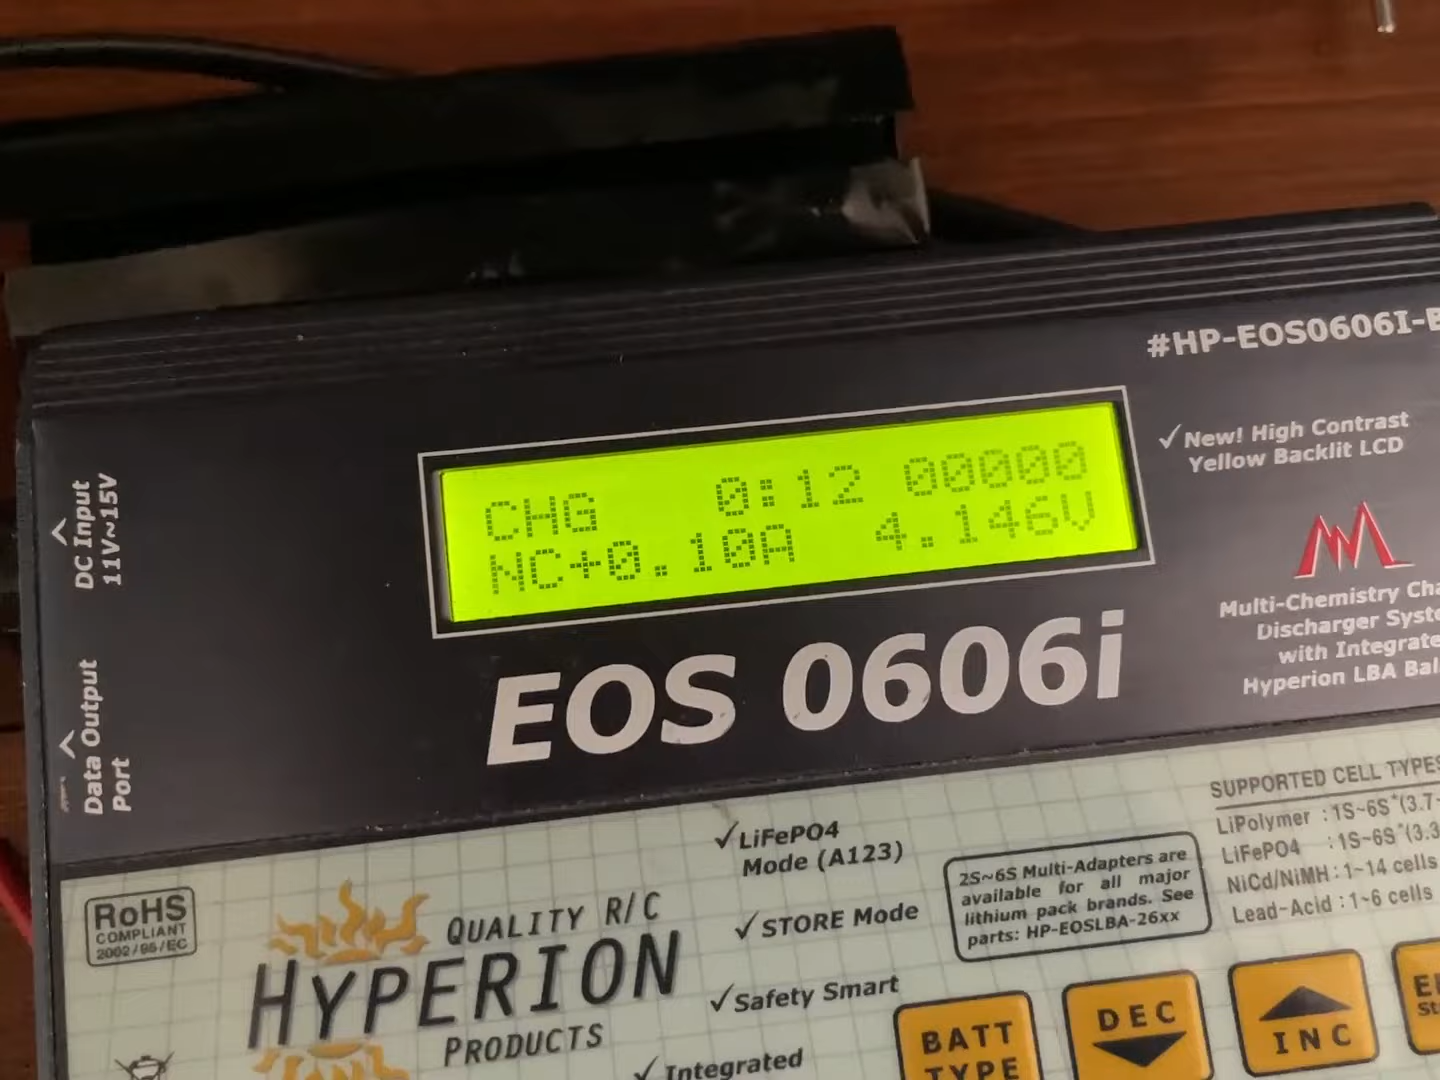 #HP-EOS0606I-B
✓New! High Contrast
Yellow Backlit LCD
DC Input
11V~15V
CHG 0:12 00000
NC+0.10A 4.146V
Multi-Chemistry Cha
Discharger Syste
with Integrate
Hyperion LBA Bal
EOS 0606i
Data Output
Port
✓LiFePO4
Mode (A123)
✓STORE Mode
✓Safety Smart
✓Integrated
2S~6S Multi-Adapters are
available for all major
lithium pack brands. See
parts: HP-EOSLBA-26xx
SUPPORTED CELL TYPES
LiPolymer :1S~6S*(3.7-
LiFePO4 :1S~6S*(3.3
NiCd/NiMH:1~14 cells
Lead-Acid :1~6 cells
RoHS
COMPLIANT
2002/95/EC
QUALITY R/C
HYPERION
PRODUCTS
BATT
TYPE
DEC
INC